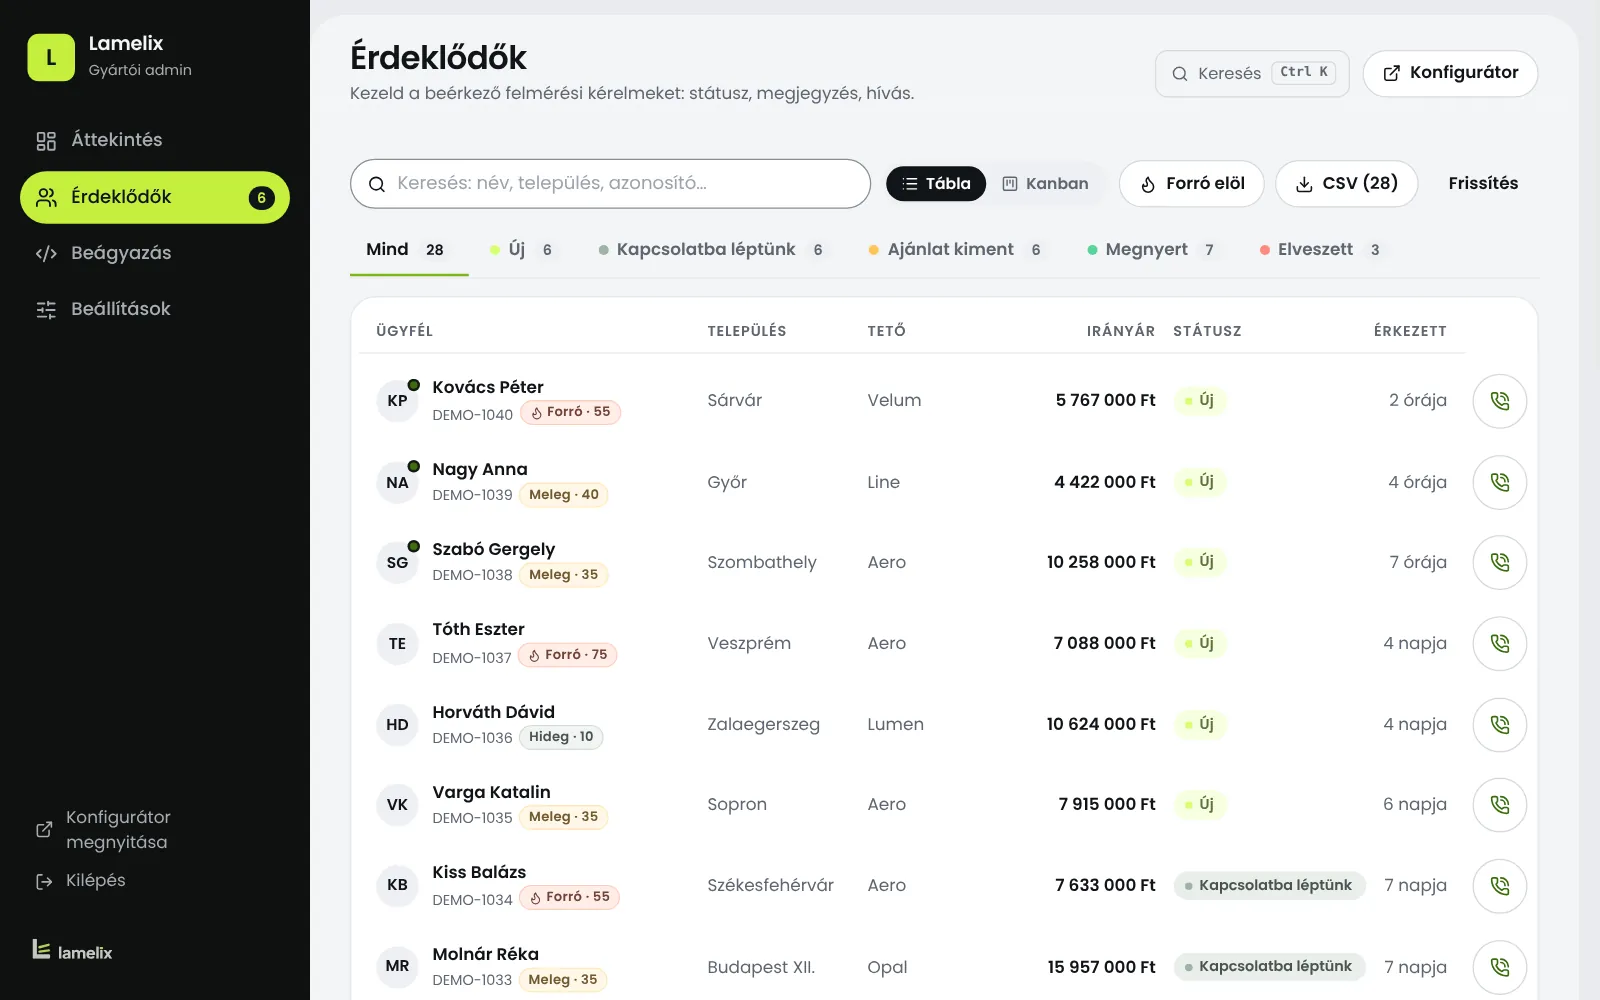 L
Lamelix
Gyártói admin
Áttekintés
Érdeklődők 6
Beágyazás
Beállítások
Konfigurátor
megnyitása
Kilépés
lamelix
Érdeklődők
Kezeld a beérkező felmérési kérelmeket: státusz, megjegyzés, hívás.
Keresés Ctrl K
Konfigurátor
Keresés: név, település, azonosító...
Tábla
Kanban
Forró elöl
CSV (28)
Frissítés
Mind 28
Új 6
Kapcsolatba léptünk 6
Ajánlat kiment 6
Megnyert 7
Elveszett 3
ÜGYFÉL TELEPÜLÉS TETŐ IRÁNYÁR STÁTUSZ ÉRKEZETT
KP Kovács Péter
DEMO-1040 Forró · 55 Sárvár Velum 5 767 000 Ft Új 2 órája
NA Nagy Anna
DEMO-1039 Meleg · 40 Győr Line 4 422 000 Ft Új 4 órája
SG Szabó Gergely
DEMO-1038 Meleg · 35 Szombathely Aero 10 258 000 Ft Új 7 órája
TE Tóth Eszter
DEMO-1037 Forró · 75 Veszprém Aero 7 088 000 Ft Új 4 napja
HD Horváth Dávid
DEMO-1036 Hideg · 10 Zalaegerszeg Lumen 10 624 000 Ft Új 4 napja
VK Varga Katalin
DEMO-1035 Meleg · 35 Sopron Aero 7 915 000 Ft Új 6 napja
KB Kiss Balázs
DEMO-1034 Forró · 55 Székesfehérvár Aero 7 633 000 Ft Kapcsolatba léptünk 7 napja
MR Molnár Réka
DEMO-1033 Meleg · 35 Budapest XII. Opal 15 957 000 Ft Kapcsolatba léptünk 7 napja